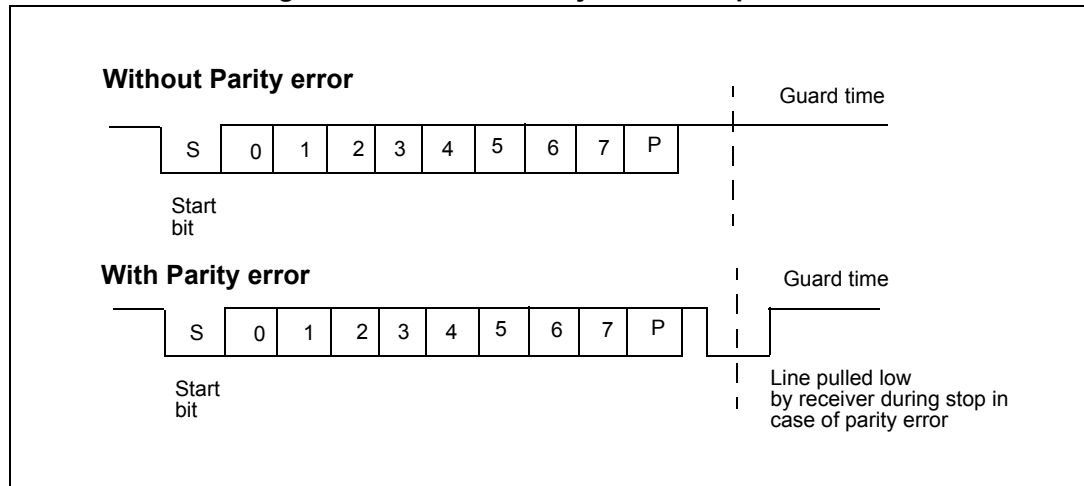 Without Parity error
Guard time
S 0 1 2 3 4 5 6 7 P
Start
bit
With Parity error
Guard time
S 0 1 2 3 4 5 6 7 P
Start
bit
Line pulled low
by receiver during stop in
case of parity error